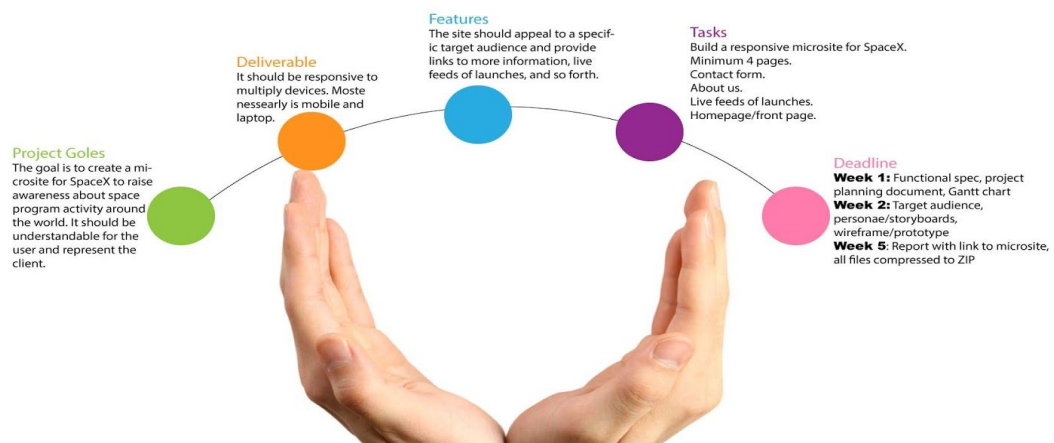 Project Goles
The goal is to create a mi-
crosite for SpaceX to raise
awareness about space
program activity around
the world. It should be
understandable for the
user and represent the
client.
Deliverable
It should be responsive to
multiply devices. Moste
nessearly is mobile and
laptop.
Features
The site should appeal to a specif-
ic target audience and provide
links to more information, live
feeds of launches, and so forth.
Tasks
Build a responsive microsite for SpaceX.
Minimum 4 pages.
Contact form.
About us.
Live feeds of launches.
Homepage/front page.
Deadline
Week 1: Functional spec, project
planning document, Gantt chart
Week 2: Target audience,
personae/storyboards,
wireframe/prototype
Week 5: Report with link to microsite,
all files compressed to ZIP